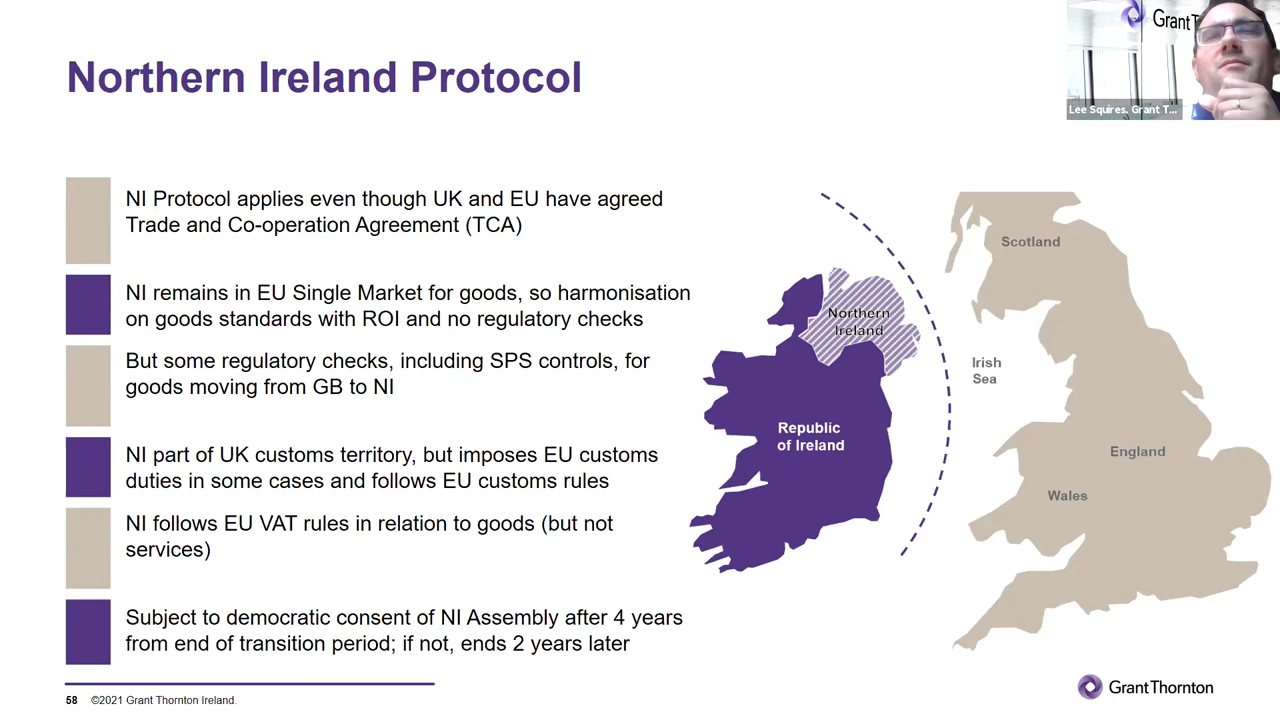 Grant T
Lee Squires. Grant T...
Northern Ireland Protocol
NI Protocol applies even though UK and EU have agreed
Trade and Co-operation Agreement (TCA)
NI remains in EU Single Market for goods, so harmonisation
on goods standards with ROI and no regulatory checks
But some regulatory checks, including SPS controls, for
goods moving from GB to NI
NI part of UK customs territory, but imposes EU customs
duties in some cases and follows EU customs rules
NI follows EU VAT rules in relation to goods (but not
services)
Subject to democratic consent of NI Assembly after 4 years
from end of transition period; if not, ends 2 years later
Scotland
Northern
Ireland
Irish
Sea
Republic
of Ireland
England
Wales
58 ©2021 Grant Thornton Ireland.
Grant Thornton